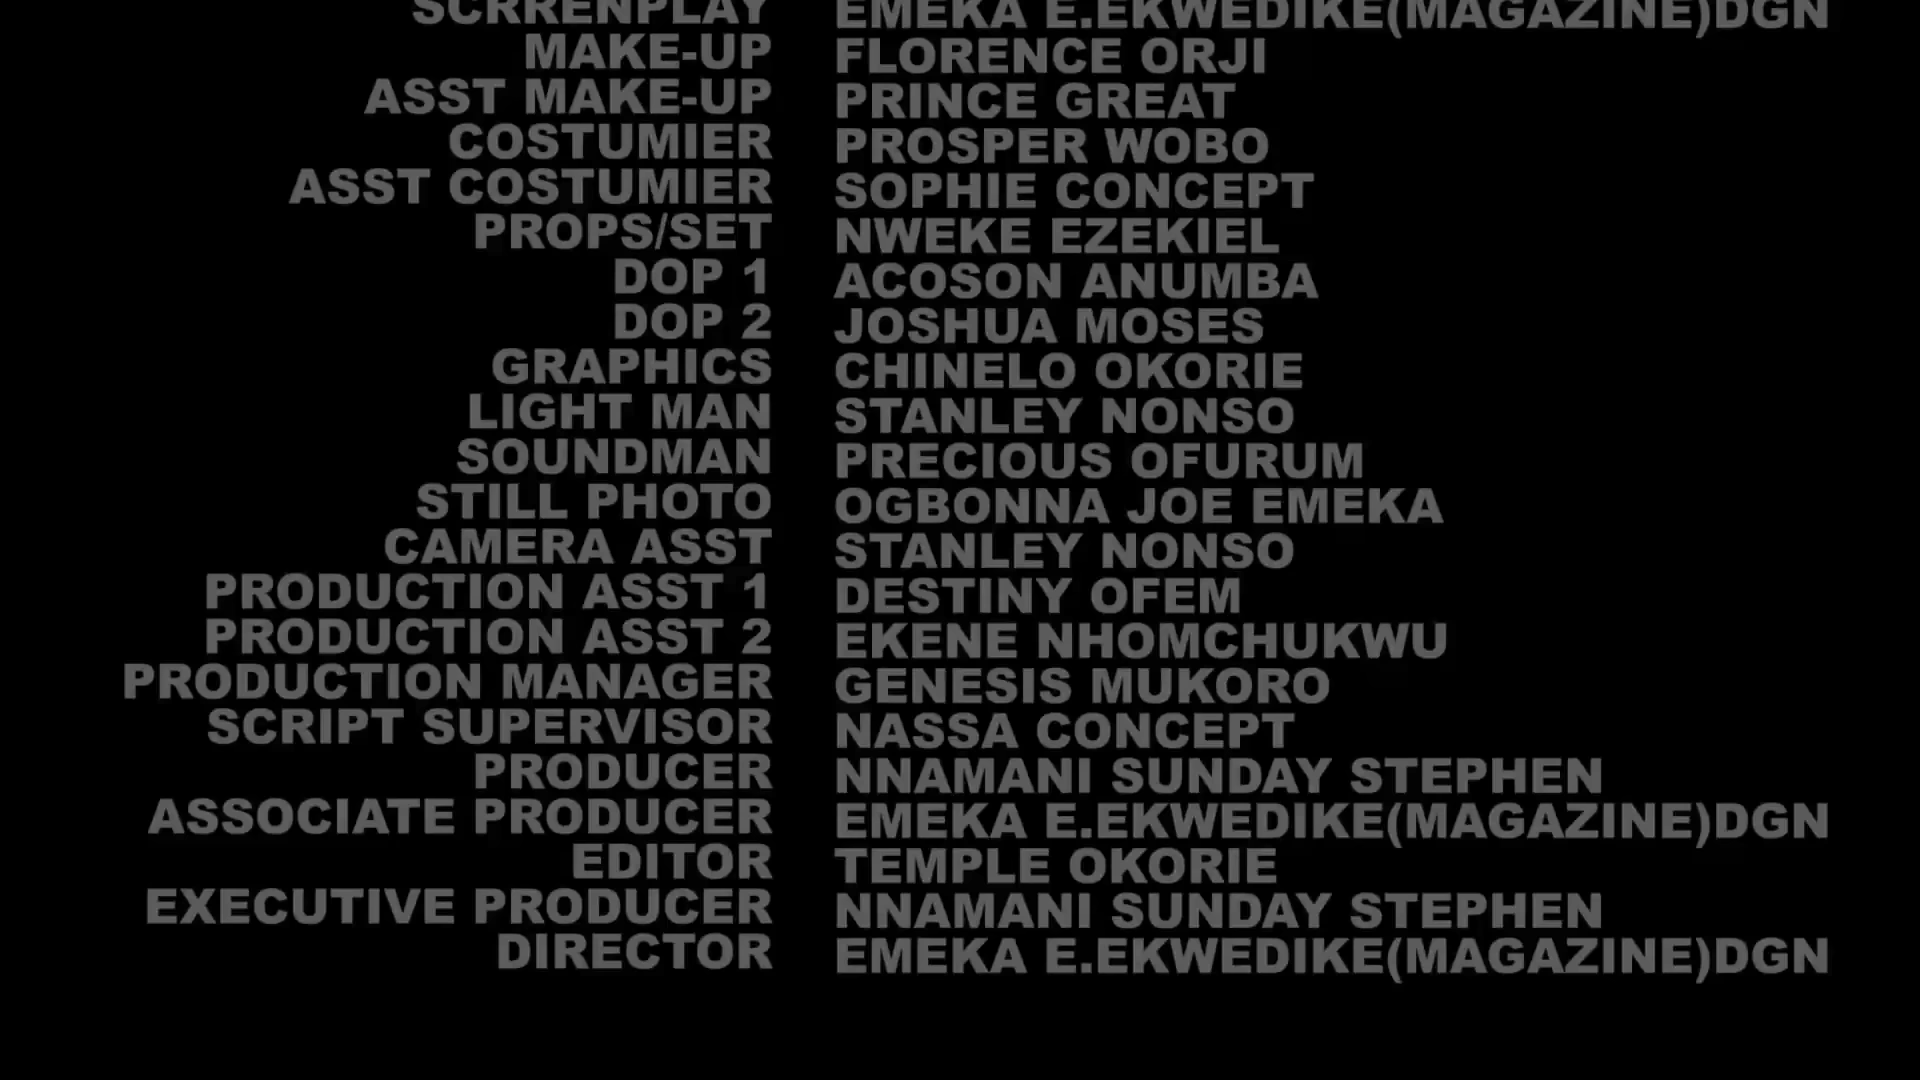 SCRRENPLAY EMEKA E.EKWEDIKE(MAGAZINE)DGN
MAKE-UP FLORENCE ORJI
ASST MAKE-UP PRINCE GREAT
COSTUMIER PROSPER WOBO
ASST COSTUMIER SOPHIE CONCEPT
PROPS/SET NWEKE EZEKIEL
DOP 1 ACOSON ANUMBA
DOP 2 JOSHUA MOSES
GRAPHICS CHINELO OKORIE
LIGHT MAN STANLEY NONSO
SOUNDMAN PRECIOUS OFURUM
STILL PHOTO OGBONNA JOE EMEKA
CAMERA ASST STANLEY NONSO
PRODUCTION ASST 1 DESTINY OFEM
PRODUCTION ASST 2 EKENE NHOMCHUKWU
PRODUCTION MANAGER GENESIS MUKORO
SCRIPT SUPERVISOR NASSA CONCEPT
PRODUCER NNAMANI SUNDAY STEPHEN
ASSOCIATE PRODUCER EMEKA E.EKWEDIKE(MAGAZINE)DGN
EDITOR TEMPLE OKORIE
EXECUTIVE PRODUCER NNAMANI SUNDAY STEPHEN
DIRECTOR EMEKA E.EKWEDIKE(MAGAZINE)DGN